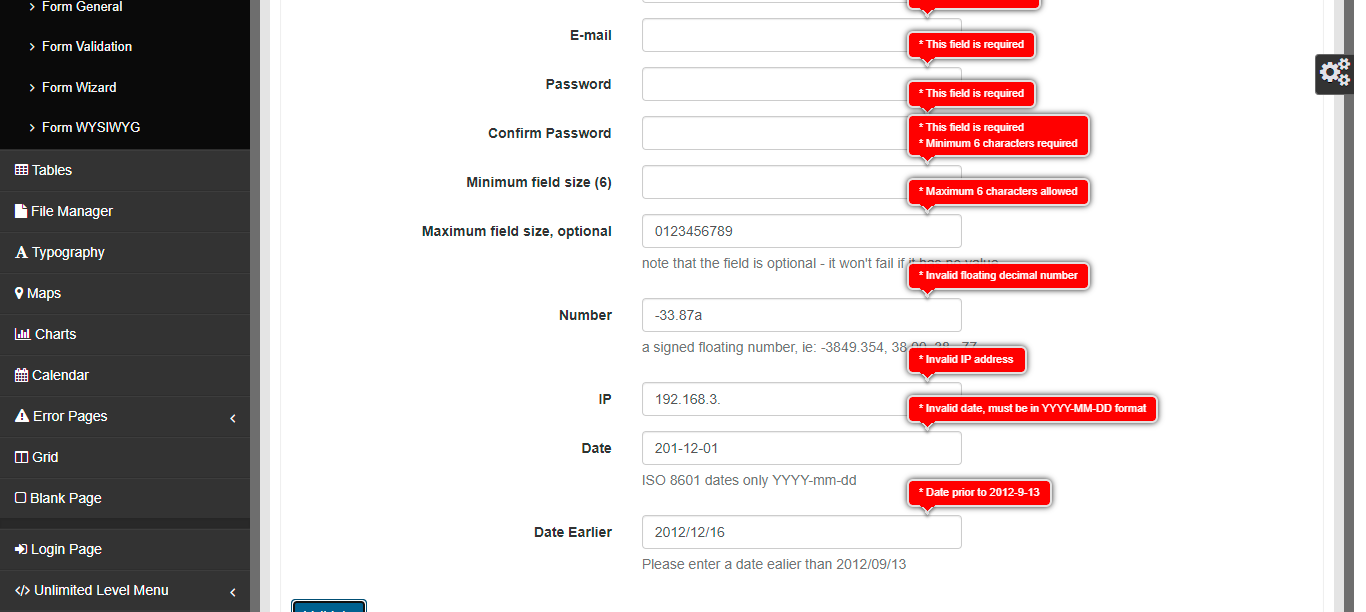 Form General
Form Validation
Form Wizard
Form WYSIWYG
Tables
File Manager
Typography
Maps
Charts
Calendar
Error Pages
Grid
Blank Page
Login Page
Unlimited Level Menu
E-mail
* This field is required
Password
* This field is required
Confirm Password
* This field is required
* Minimum 6 characters required
Minimum field size (6)
* Maximum 6 characters allowed
Maximum field size, optional
0123456789
note that the field is optional - it won't fail if it has no value
* Invalid floating decimal number
Number
-33.87a
a signed floating number, ie: -3849.354, 38.00, 38, .77
* Invalid IP address
IP
192.168.3.
* Invalid date, must be in YYYY-MM-DD format
Date
201-12-01
ISO 8601 dates only YYYY-mm-dd
* Date prior to 2012-9-13
Date Earlier
2012/12/16
Please enter a date ealier than 2012/09/13